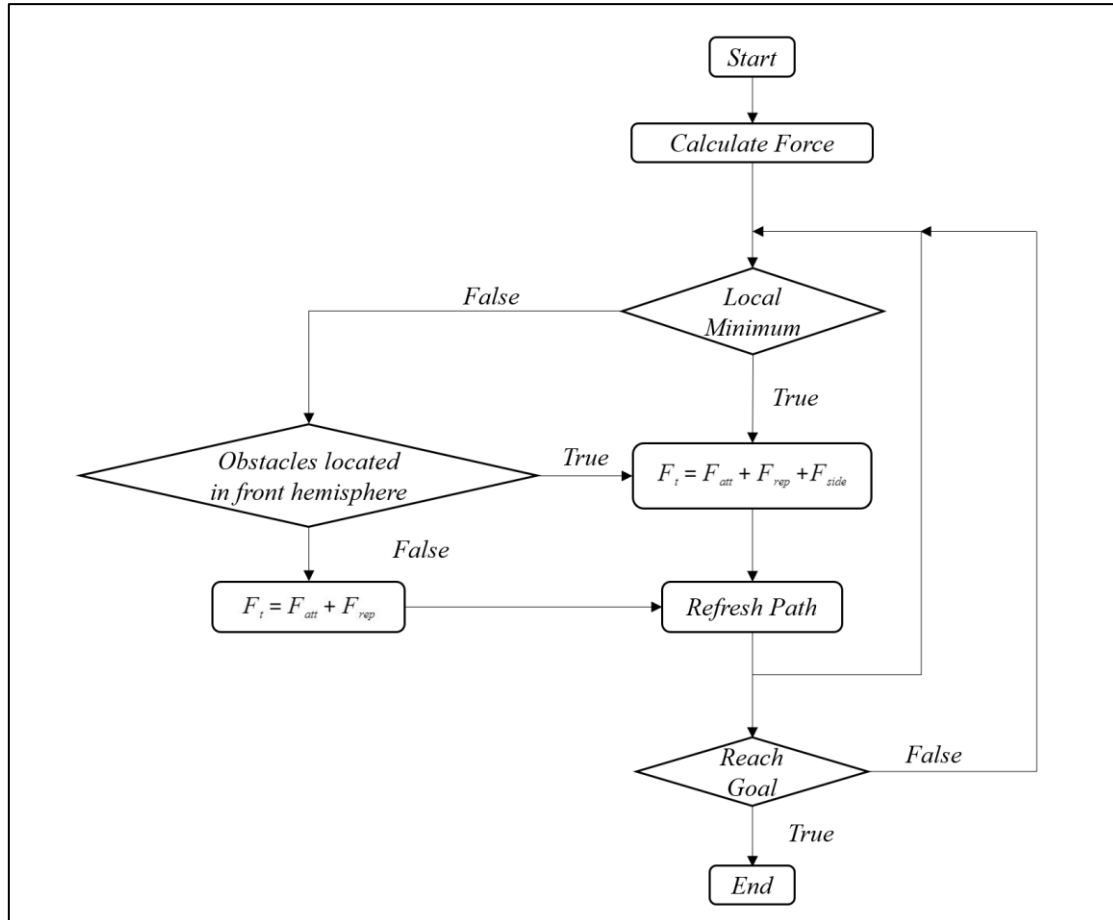 Start
Calculate Force
False
Local
Minimum
True
Obstacles located
in front hemisphere
True
F_t = F_att + F_rep + F_side
False
F_t = F_att + F_rep
Refresh Path
Reach
Goal
False
True
End